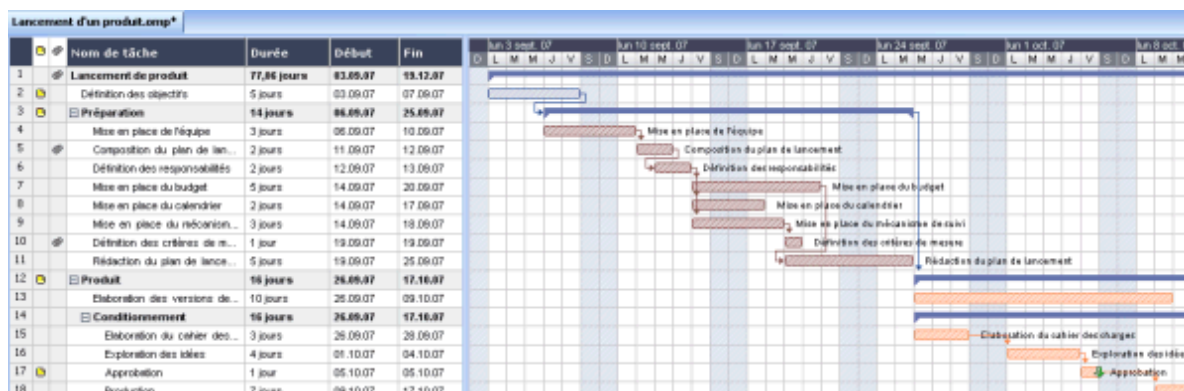 Lancement d'un produit.omp*
Nom de tâche Durée Début Fin
lun 3 sept. 07 lun 10 sept. 07 lun 17 sept. 07 lun 24 sept. 07 lun 1 oct. 07 lun 8 oct.
D L M M J V S D L M M J V S D L M M J V S D L M M J V S D L M M J V S D L M M
1 Lancement de produit 77,86 jours 03.09.07 19.12.07
2 Définition des objectifs 5 jours 03.09.07 07.09.07
3 Préparation 14 jours 06.09.07 25.09.07
4 Mise en place de l'équipe 3 jours 06.09.07 10.09.07 Mise en place de l'équipe
5 Composition du plan de lan... 2 jours 11.09.07 12.09.07 Composition du plan de lancement
6 Définition des responsabilités 2 jours 12.09.07 13.09.07 Définition des responsabilités
7 Mise en place du budget 5 jours 14.09.07 20.09.07 Mise en place du budget
8 Mise en place du calendrier 2 jours 14.09.07 17.09.07 Mise en place du calendrier
9 Mise en place du mécanism... 3 jours 14.09.07 18.09.07 Mise en place du mécanisme de suivi
10 Définition des critères de m... 1 jour 19.09.07 19.09.07 Définition des critères de mesure
11 Rédaction du plan de lance... 5 jours 19.09.07 25.09.07 Rédaction du plan de lancement
12 Produit 16 jours 26.09.07 17.10.07
13 Elaboration des versions de... 10 jours 26.09.07 09.10.07
14 Conditionnement 16 jours 26.09.07 17.10.07
15 Elaboration du cahier des... 3 jours 26.09.07 28.09.07 Elaboration du cahier des charges
16 Exploration des idées 4 jours 01.10.07 04.10.07 Exploration des idée
17 Approbation 1 jour 05.10.07 05.10.07 Approbation
18 Production 7 jours 09.10.07 17.10.07